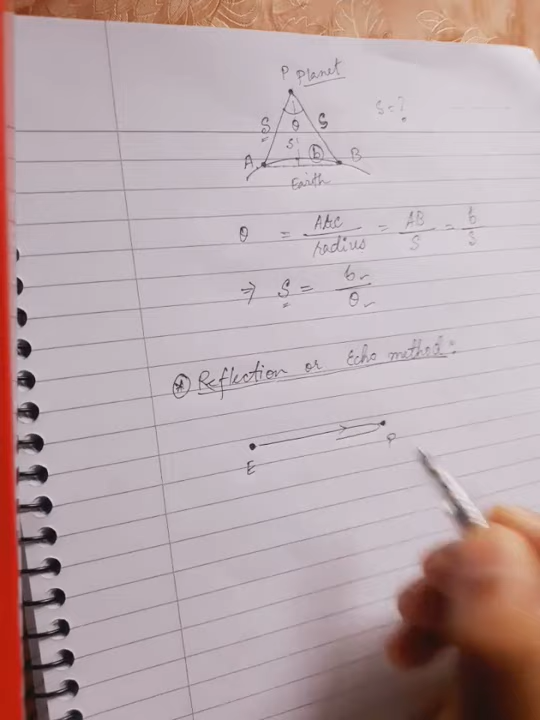 P Planet
S θ S S = ?
S
A b B
Earth
θ = Arc/radius = AB/S = b/S
⇒ S = b/θ
* Reflection or Echo method:
E P